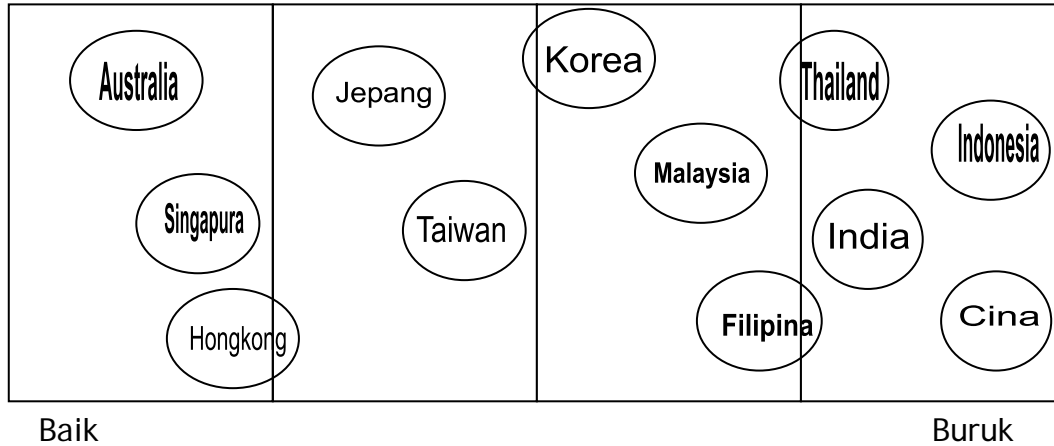 Australia
Jepang
Korea
Thailand
Indonesia
Malaysia
Singapura
Taiwan
India
Hongkong
Filipina
Cina
Baik
Buruk